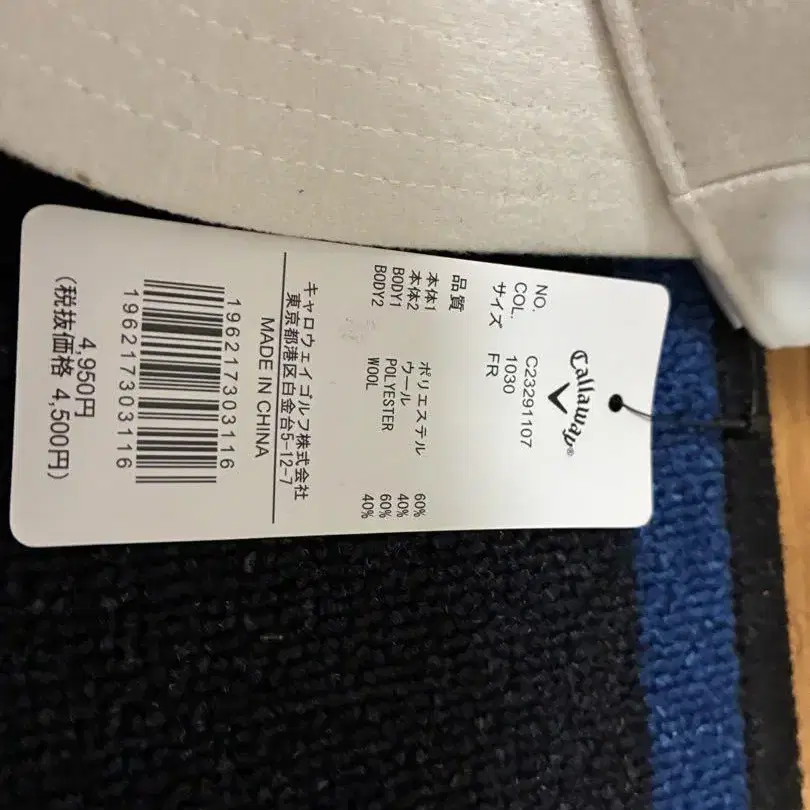 Callaway®
NO. C23291107
COL. 1030
サイズ FR
品質
本体1 ポリエステル 60%
本体2 ウール 40%
BODY1 POLYESTER 60%
BODY2 WOOL 40%
キャロウェイゴルフ株式会社
東京都港区白金台5-12-7
MADE IN CHINA
196217303116
196217303116
4,950円
(税抜価格 4,500円)